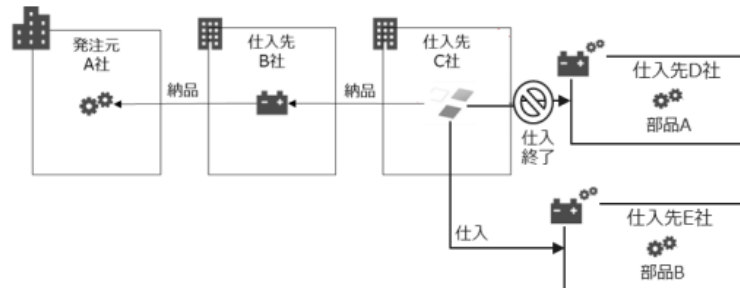 発注元
A社
仕入先
B社
仕入先
C社
納品
納品
仕入
終了
仕入先D社
部品A
仕入
仕入先E社
部品B